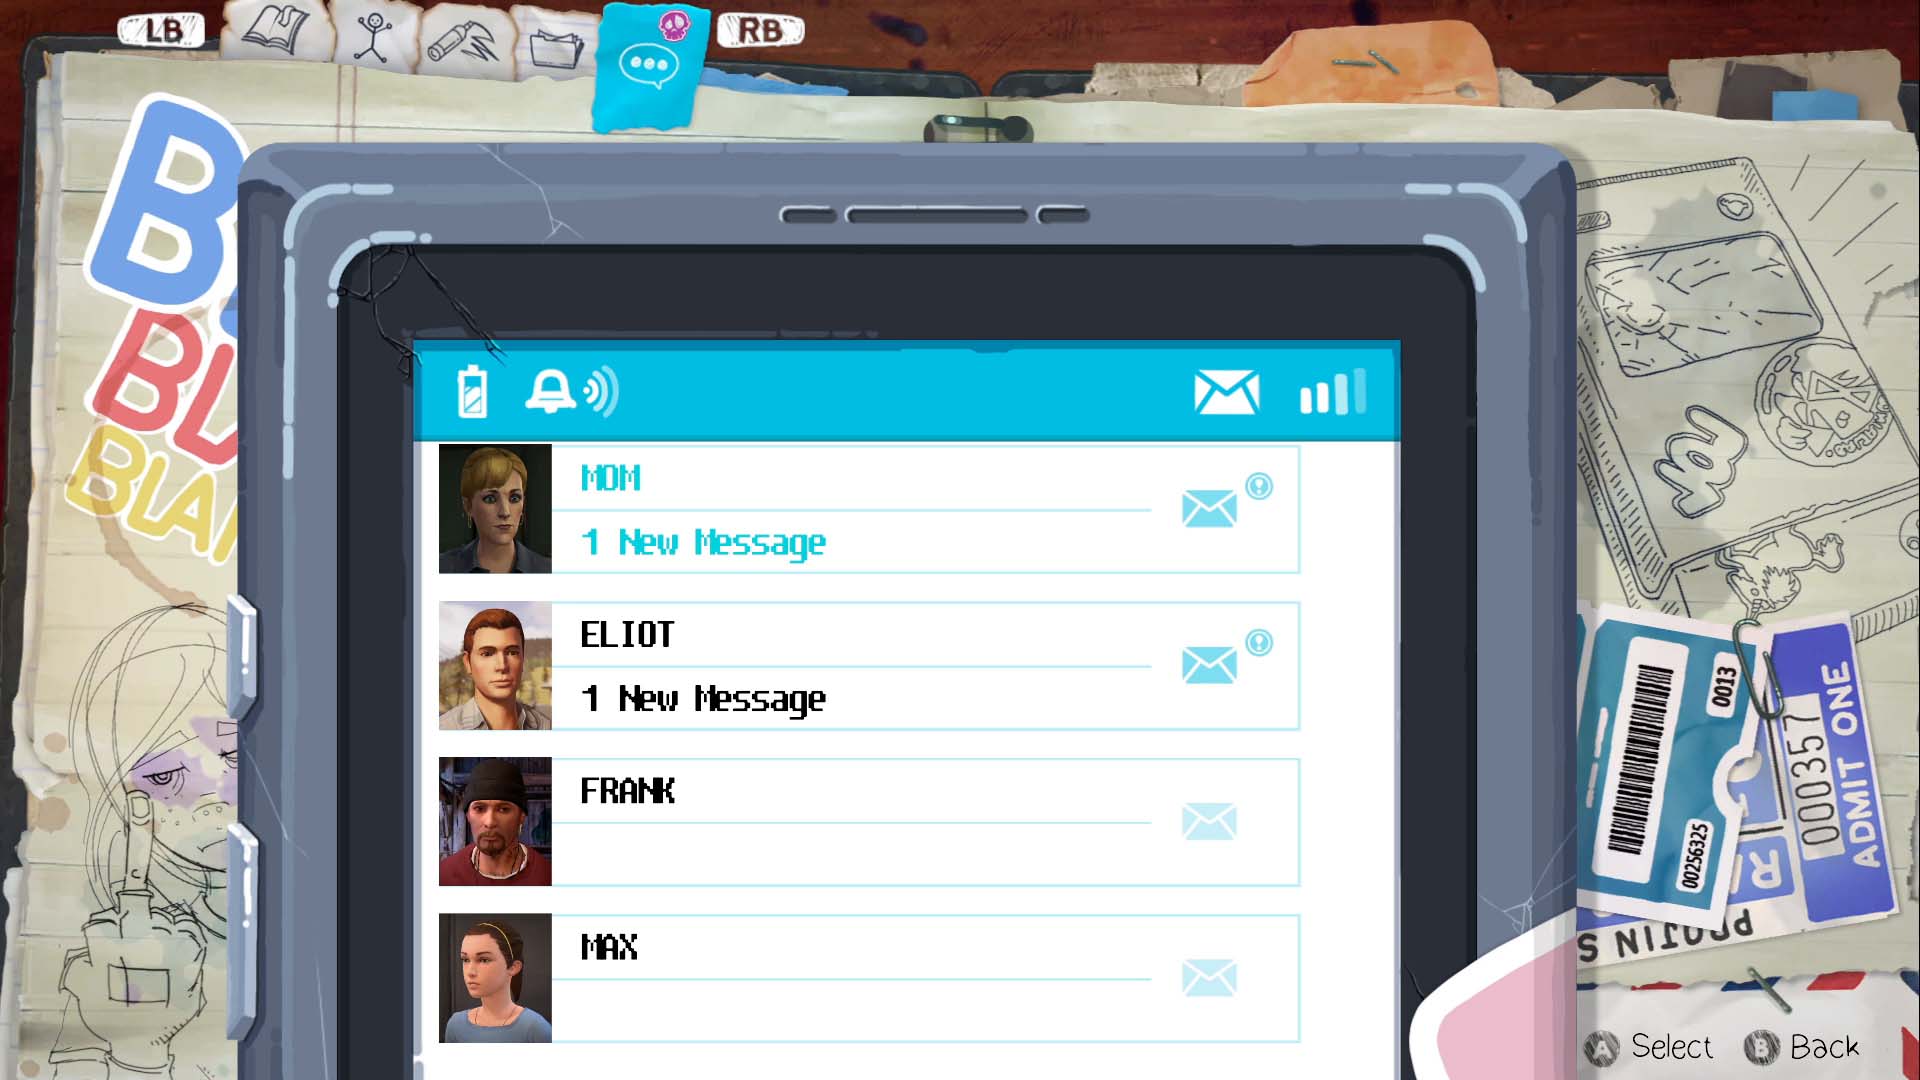 LB
RB
MOM
1 New Message
ELIOT
1 New Message
FRANK
MAX
BLA
0013
00256325
000357
ADMIT ONE
A Select
B Back